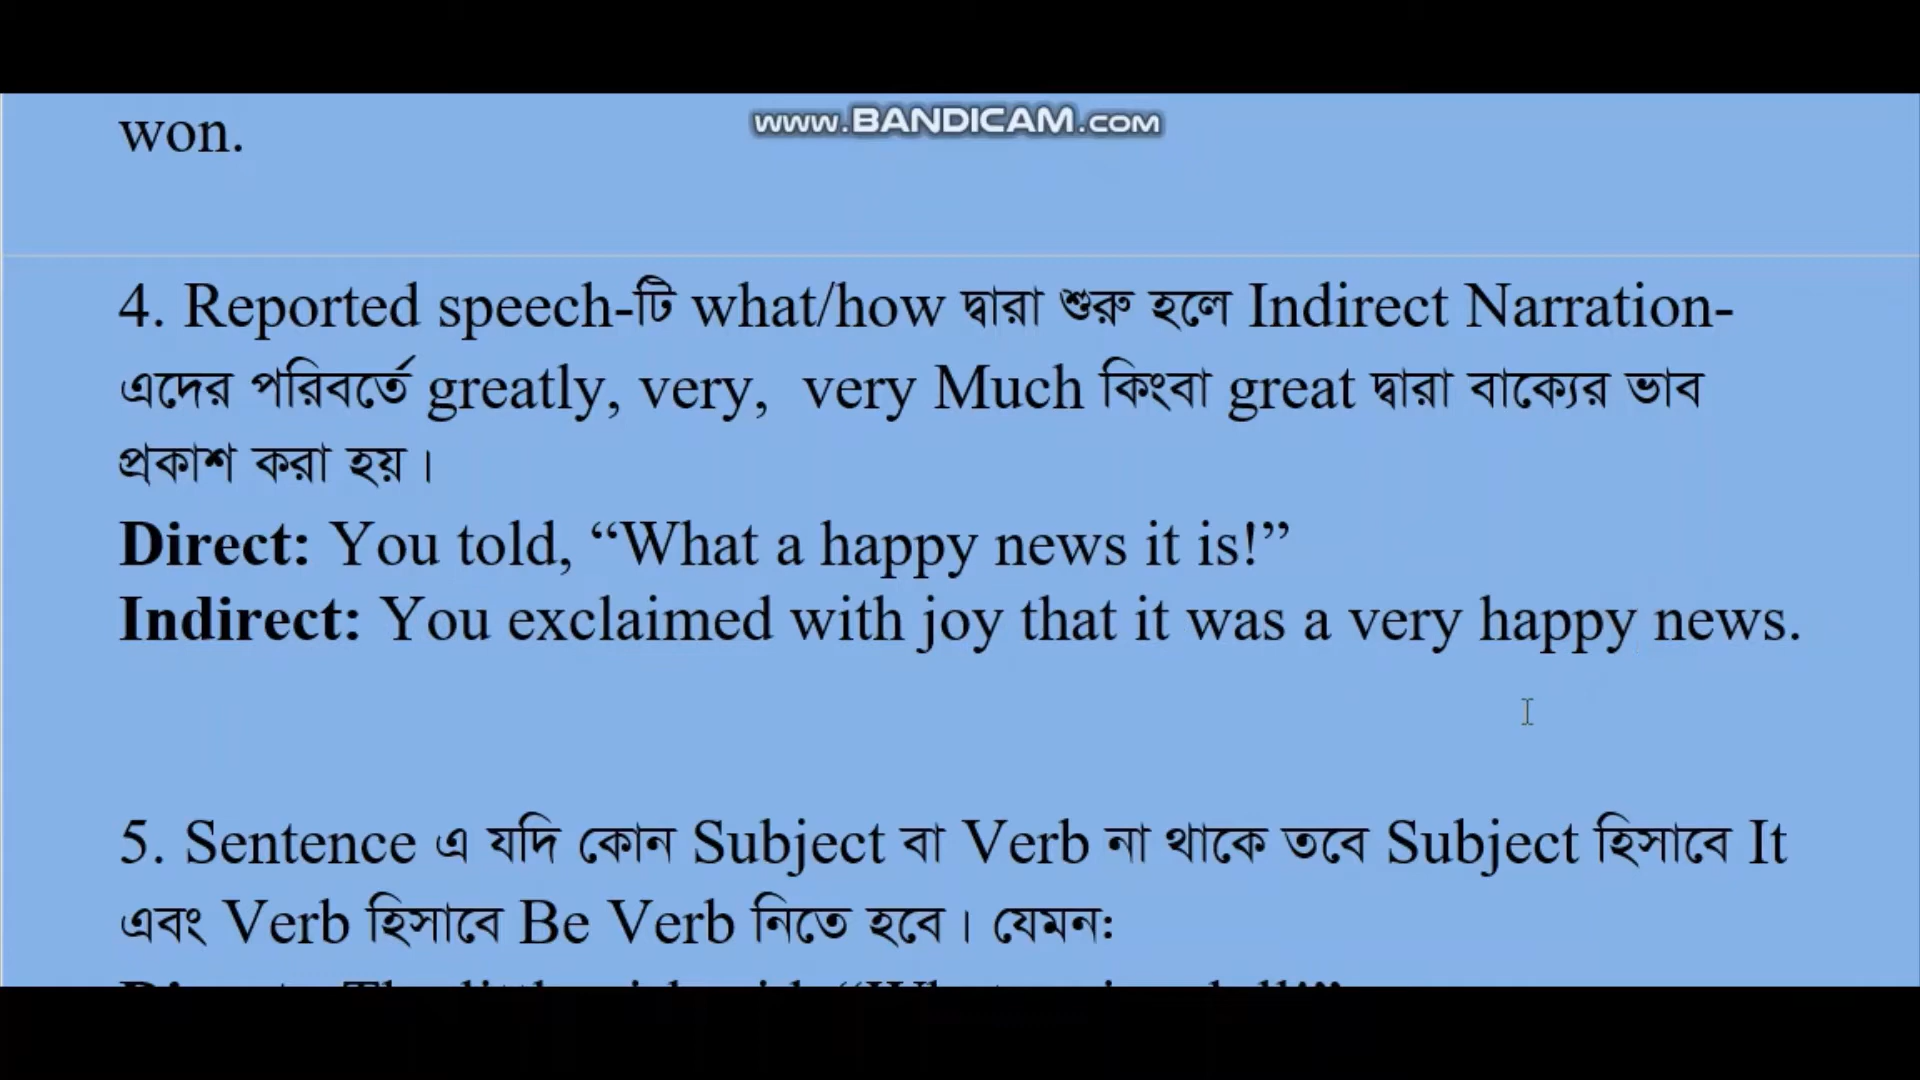 www.BANDICAM.com
won.
4. Reported speech-টি what/how দ্বারা শুরু হলে Indirect Narration-
এদের পরিবর্তে greatly, very,  very Much কিংবা great দ্বারা বাক্যের ভাব
প্রকাশ করা হয়।
Direct: You told, “What a happy news it is!”
Indirect: You exclaimed with joy that it was a very happy news.
5. Sentence এ যদি কোন Subject বা Verb না থাকে তবে Subject হিসাবে It
এবং Verb হিসাবে Be Verb নিতে হবে। যেমনঃ